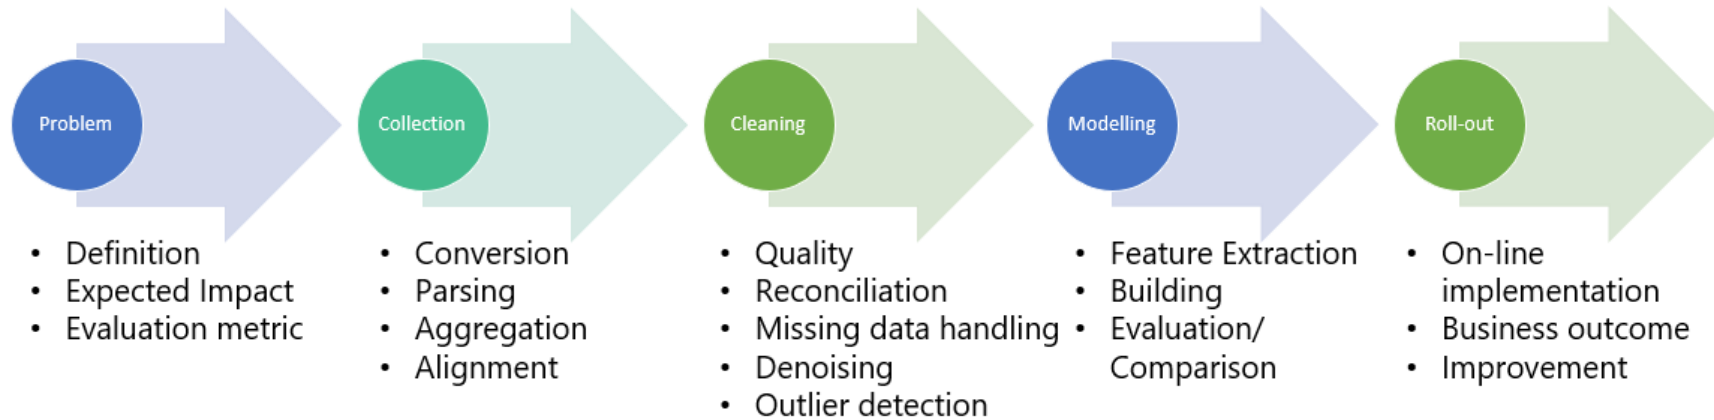 Problem
• Definition
• Expected Impact
• Evaluation metric
Collection
• Conversion
• Parsing
• Aggregation
• Alignment
Cleaning
• Quality
• Reconciliation
• Missing data handling
• Denoising
• Outlier detection
Modelling
• Feature Extraction
• Building
• Evaluation/
Comparison
Roll-out
• On-line
implementation
• Business outcome
• Improvement